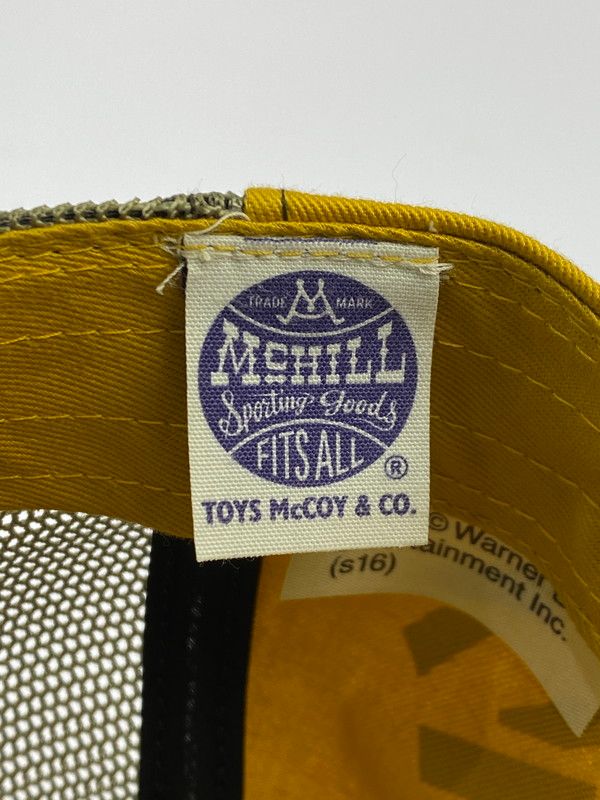 TRADE M MARK
McHILL
Sporting Goods
FITS ALL
®
TOYS McCOY & CO.
© Warner
(s16)
ainment Inc.